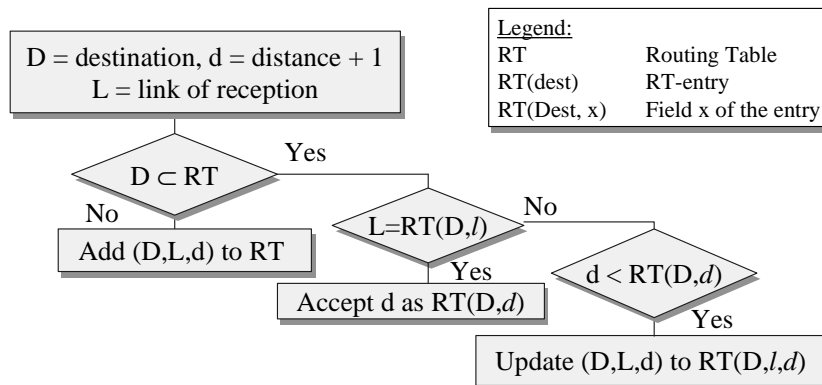 D = destination, d = distance + 1
L = link of reception
Legend:
RT Routing Table
RT(dest) RT-entry
RT(Dest, x) Field x of the entry
D ⊂ RT
Yes
No
Add (D,L,d) to RT
L=RT(D,l)
No
Yes
Accept d as RT(D,d)
d < RT(D,d)
Yes
Update (D,L,d) to RT(D,l,d)